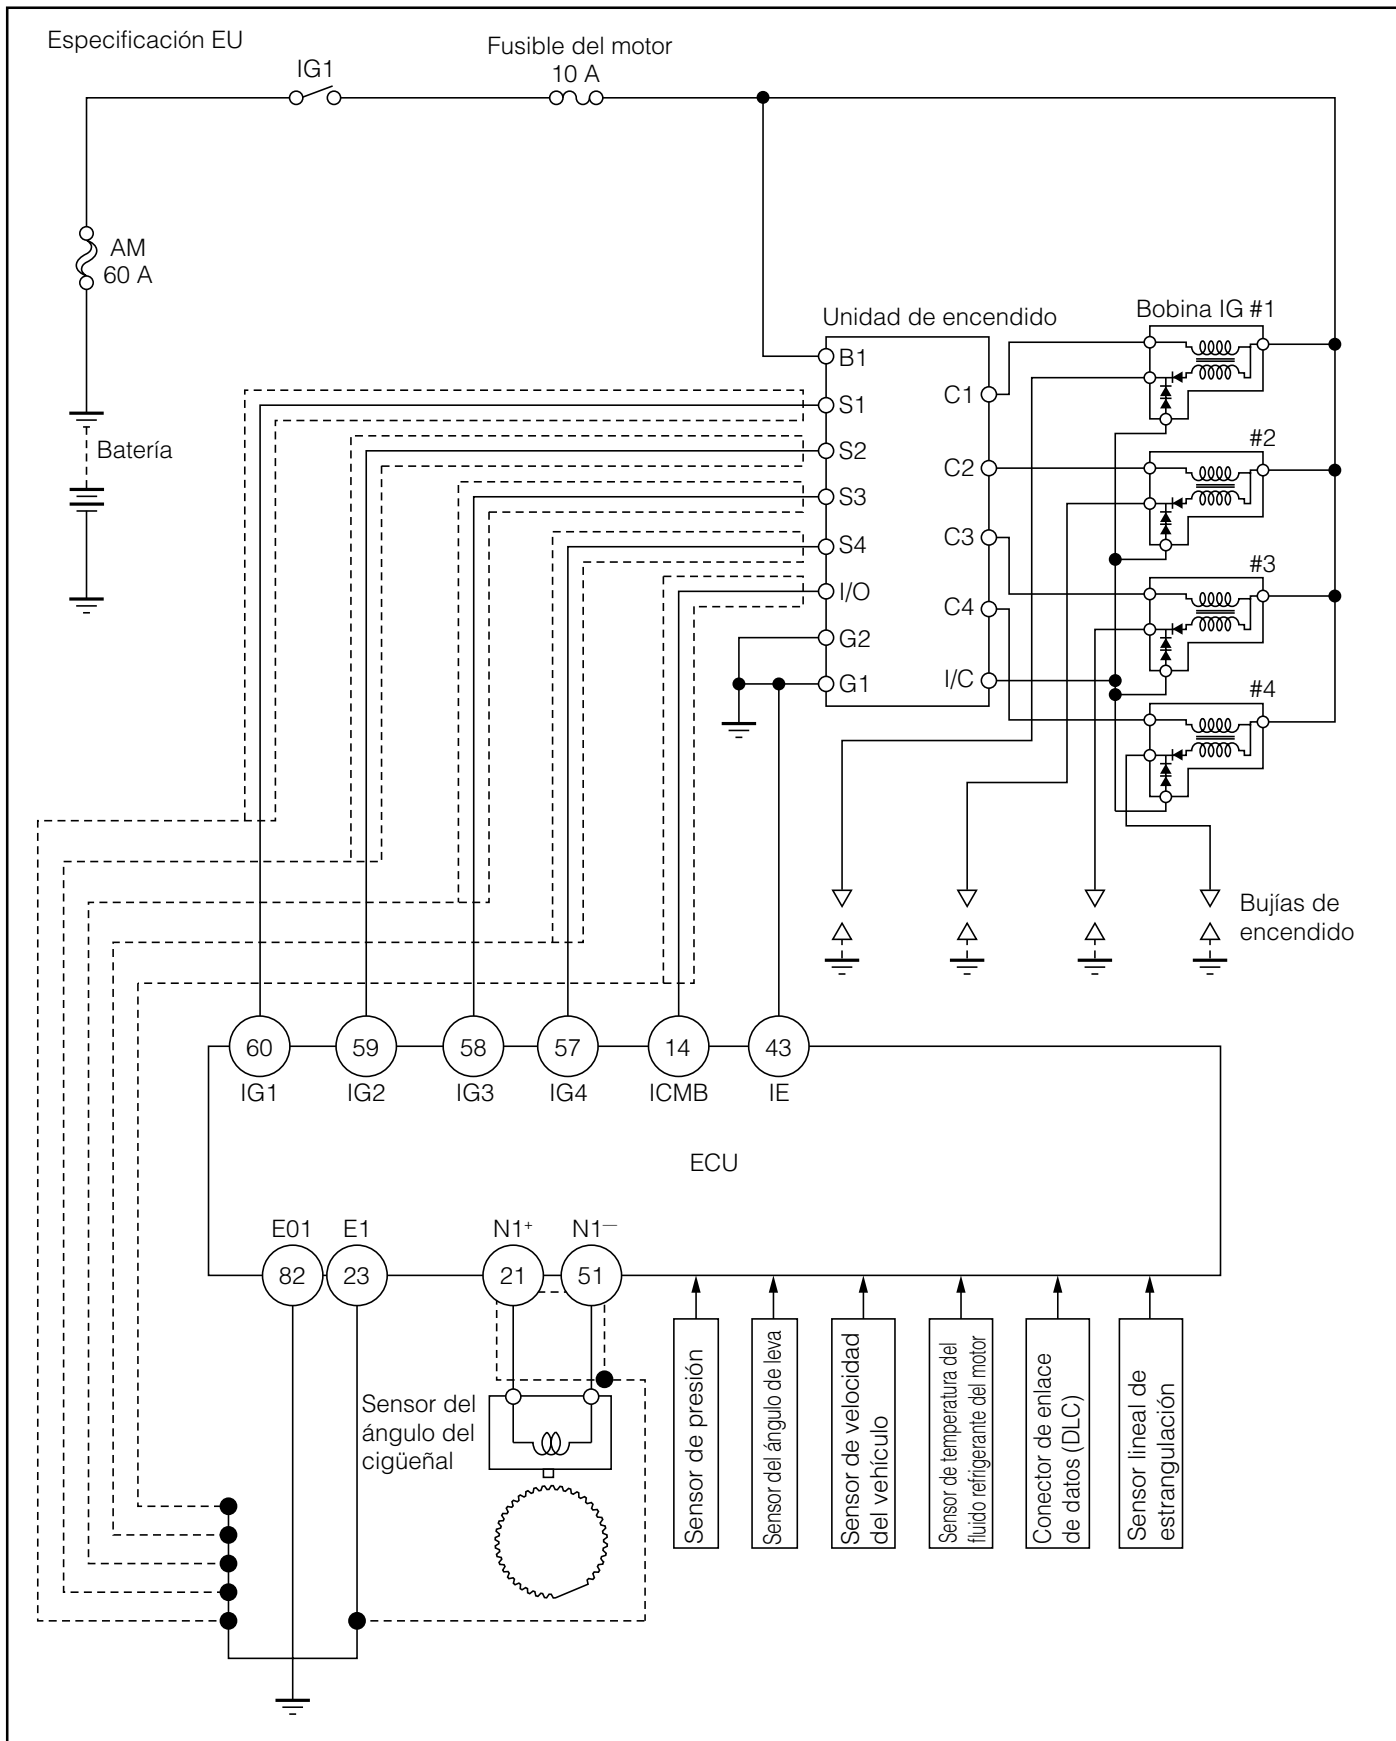 Especificación EU
IG1
Fusible del motor
10 A
AM
60 A
Batería
Unidad de encendido
Bobina IG #1
B1
S1
S2
S3
S4
I/O
G2
G1
C1
C2
C3
C4
I/C
#2
#3
#4
Bujías de
encendido
60
59
58
57
14
43
IG1
IG2
IG3
IG4
ICMB
IE
ECU
E01
E1
N1+
N1—
82
23
21
51
Sensor del
ángulo del
cigüeñal
Sensor de presión
Sensor del ángulo de leva
Sensor de velocidad
del vehículo
Sensor de temperatura del
fluido refrigerante del motor
Conector de enlace
de datos (DLC)
Sensor lineal de
estrangulación